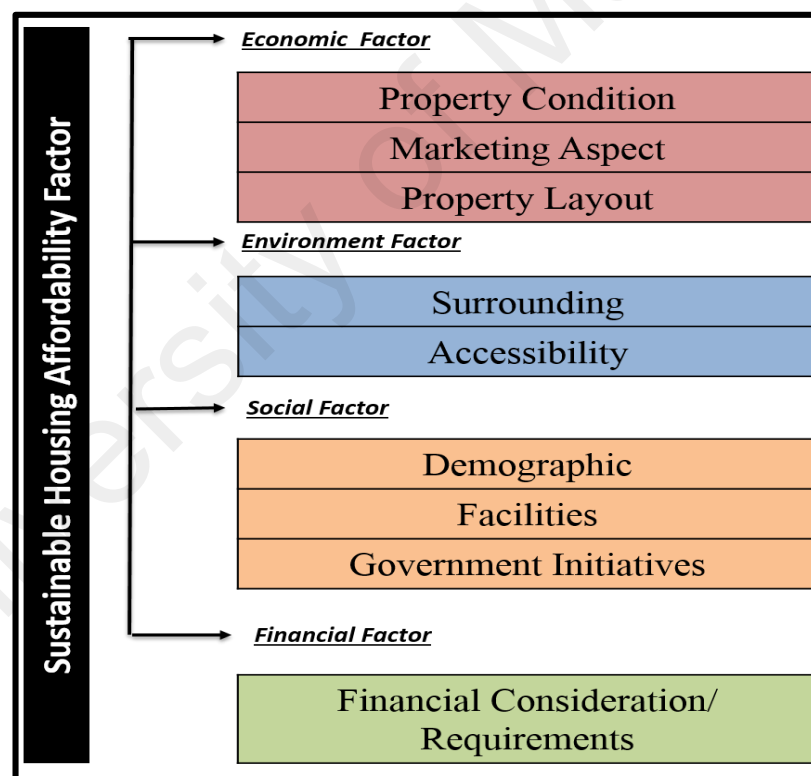 Sustainable Housing Affordability Factor
Economic Factor
Property Condition
Marketing Aspect
Property Layout
Environment Factor
Surrounding
Accessibility
Social Factor
Demographic
Facilities
Government Initiatives
Financial Factor
Financial Consideration/
Requirements